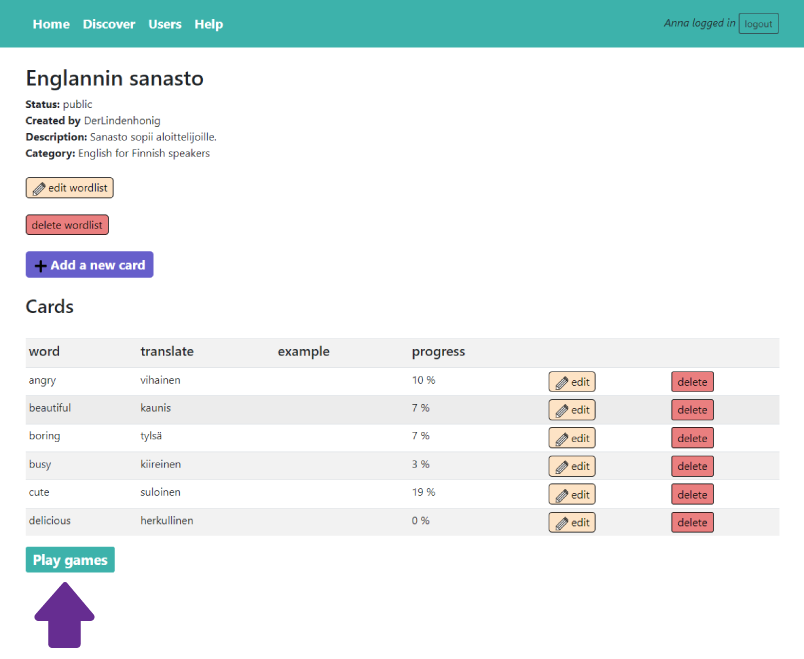 Home Discover Users Help Anna logged in logout
Englannin sanasto
Status: public
Created by DerLindenhonig
Description: Sanasto sopii aloittelijoille.
Category: English for Finnish speakers
edit wordlist
delete wordlist
Add a new card
Cards
word translate example progress
angry vihainen 10 % edit delete
beautiful kaunis 7 % edit delete
boring tylsä 7 % edit delete
busy kiireinen 3 % edit delete
cute suloinen 19 % edit delete
delicious herkullinen 0 % edit delete
Play games